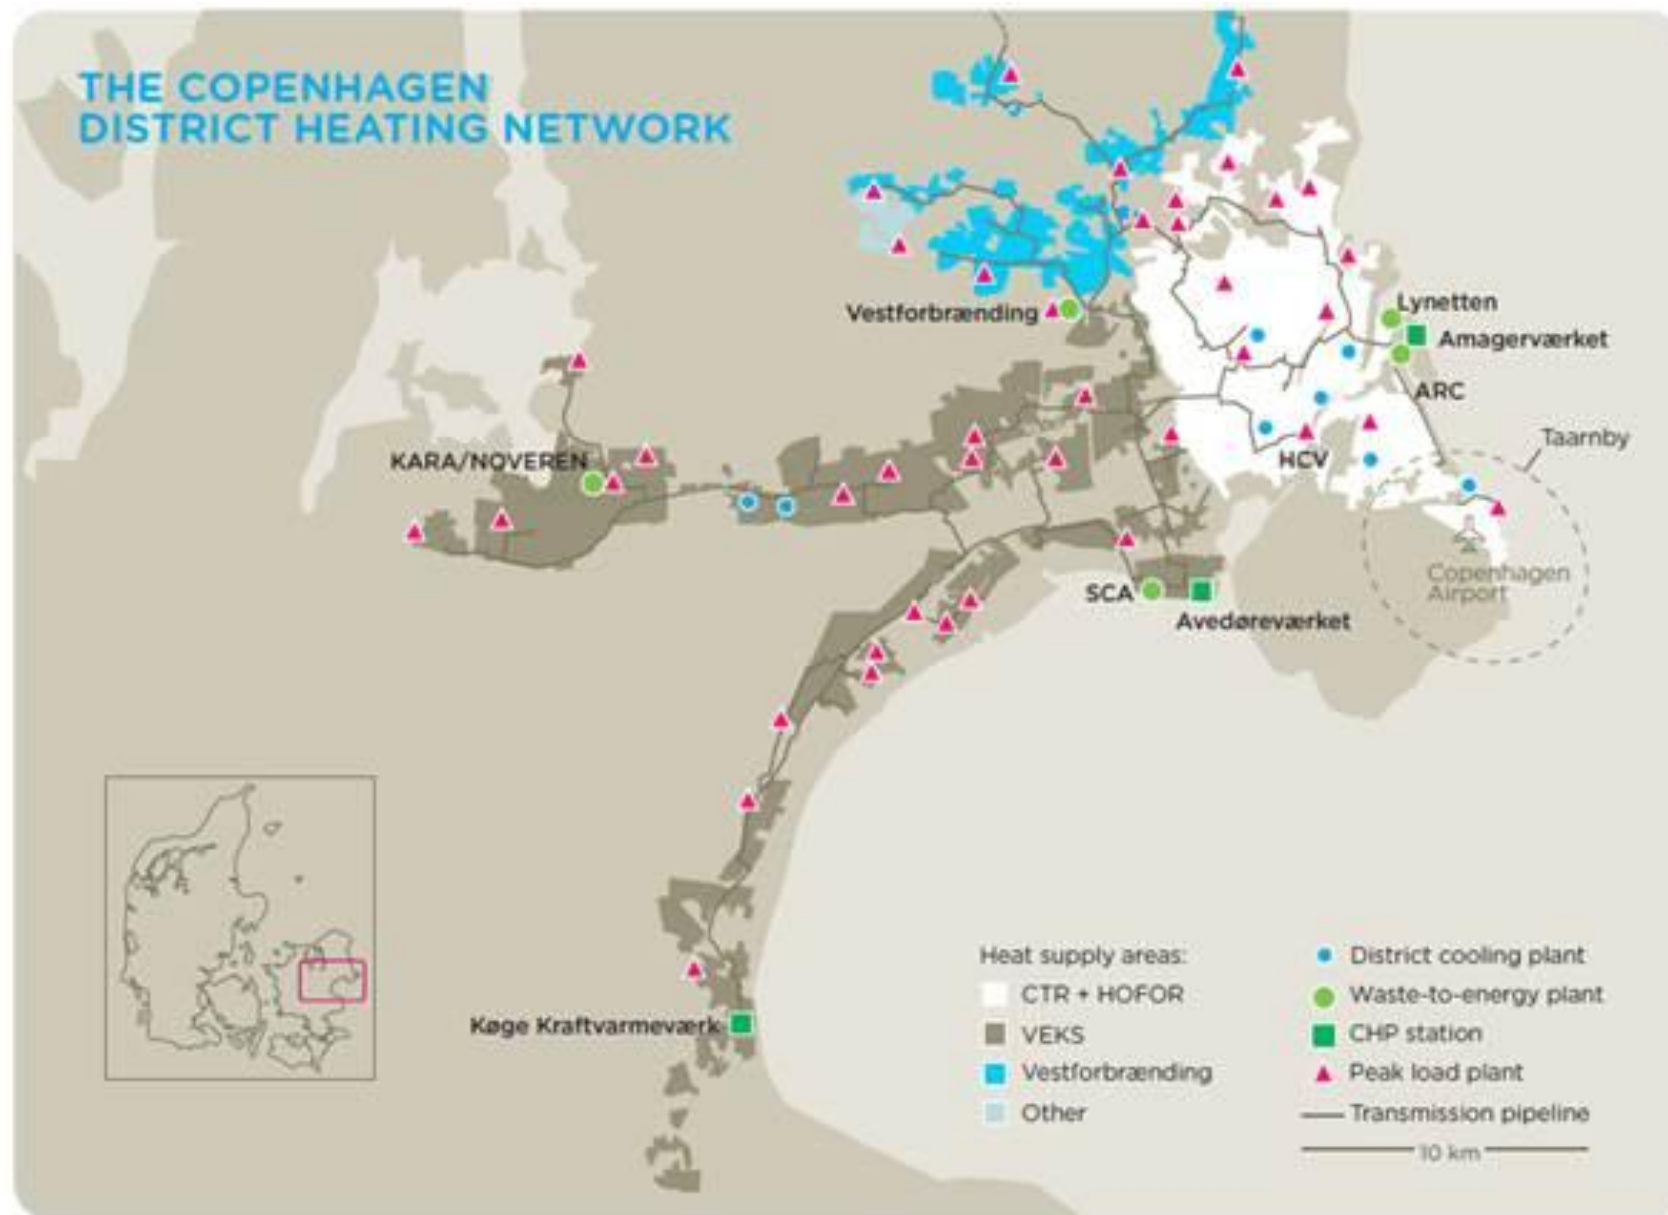 THE COPENHAGEN
DISTRICT HEATING NETWORK
Vestforbrænding
Lynetten
Amagerværket
ARC
Taarnby
KARA/NOVEREN
HCV
Copenhagen
Airport
SCA
Avedøreværket
Køge Kraftvarmeværk
Heat supply areas:
CTR + HOFOR
VEKS
Vestforbrænding
Other
District cooling plant
Waste-to-energy plant
CHP station
Peak load plant
Transmission pipeline
10 km